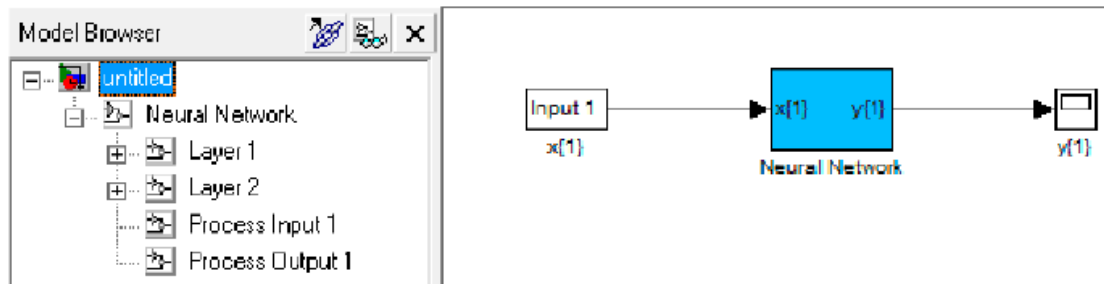 Model Browser
untitled
Neural Network
Layer 1
Layer 2
Process Input 1
Process Output 1
Input 1
x{1}
x{1} y{1}
Neural Network
y{1}